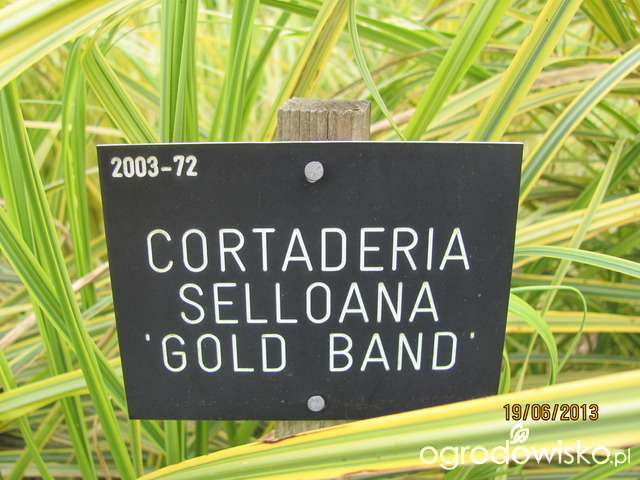 2003-72
CORTADERIA
SELLOANA
'GOLD BAND'
19/06/2013
ogrodowisko.pl